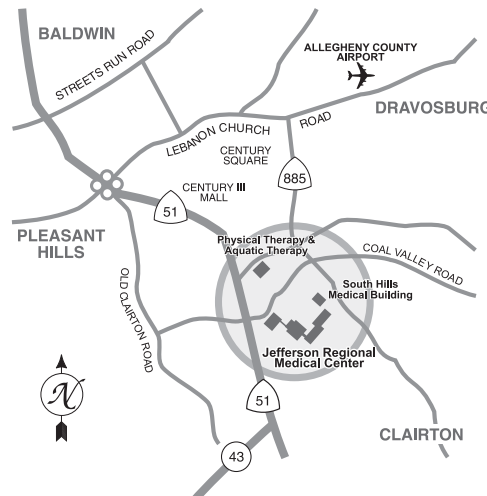 BALDWIN
STREETS RUN ROAD
ALLEGHENY COUNTY
AIRPORT
DRAVOSBURG
LEBANON CHURCH
ROAD
CENTURY
SQUARE
885
CENTURY III
MALL
51
PLEASANT
HILLS
Physical Therapy &
Aquatic Therapy
COAL VALLEY ROAD
OLD CLAIRTON ROAD
South Hills
Medical Building
Jefferson Regional
Medical Center
N
51
CLAIRTON
43